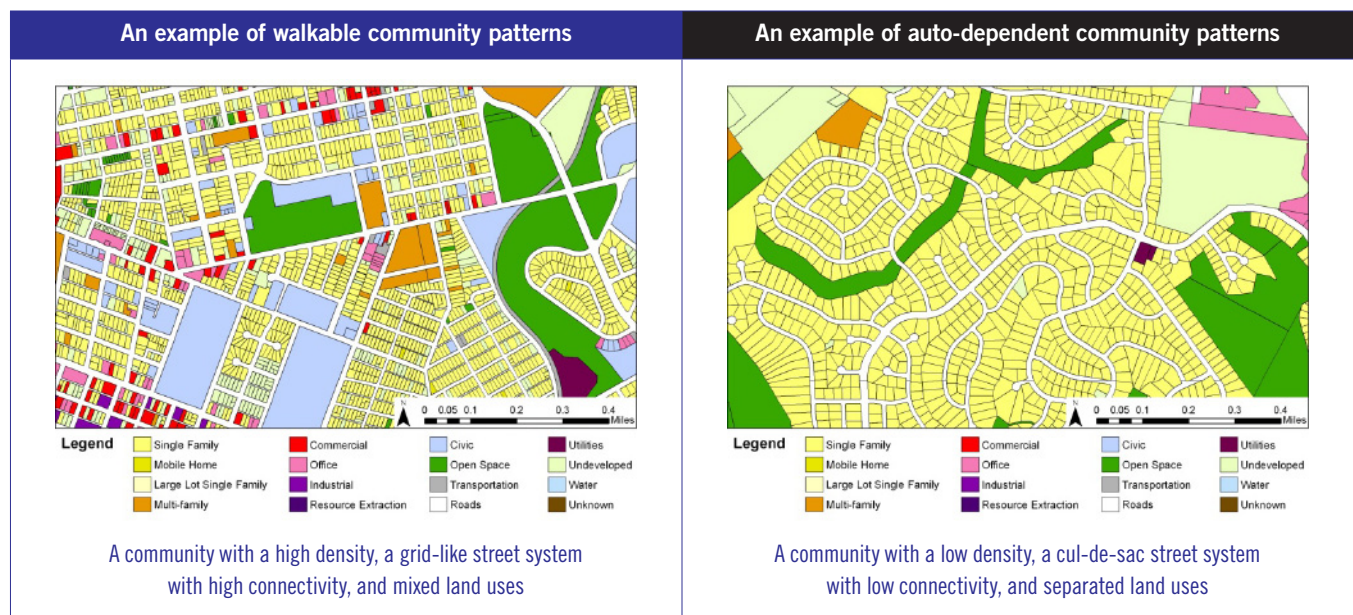 An example of walkable community patterns
An example of auto-dependent community patterns
0 0.05 0.1 0.2 0.3 0.4
Miles
Legend
Single Family
Commercial
Civic
Utilities
Mobile Home
Office
Open Space
Undeveloped
Large Lot Single Family
Industrial
Transportation
Water
Multi-family
Resource Extraction
Roads
Unknown
A community with a high density, a grid-like street system
with high connectivity, and mixed land uses
0 0.05 0.1 0.2 0.3 0.4
Miles
Legend
Single Family
Commercial
Civic
Utilities
Mobile Home
Office
Open Space
Undeveloped
Large Lot Single Family
Industrial
Transportation
Water
Multi-family
Resource Extraction
Roads
Unknown
A community with a low density, a cul-de-sac street system
with low connectivity, and separated land uses